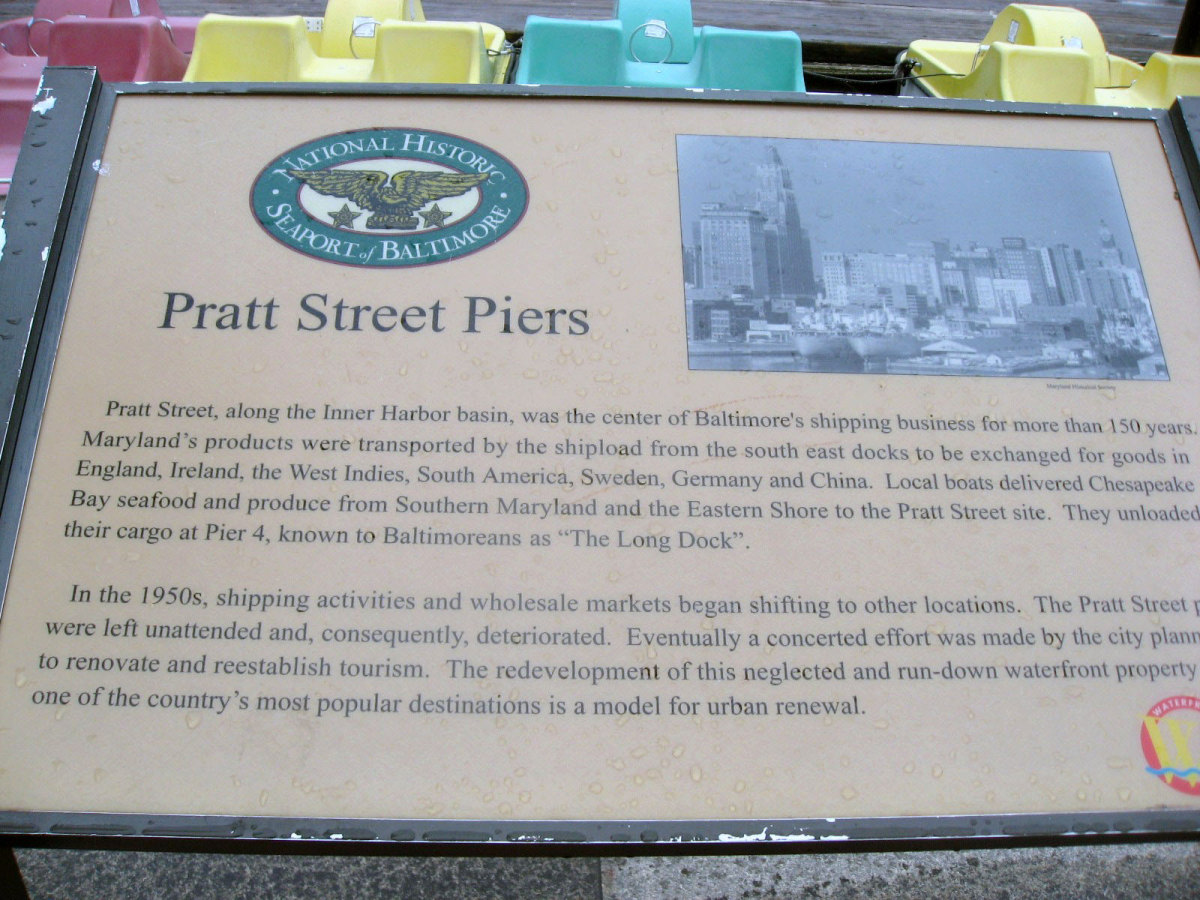 NATIONAL HISTORIC
SEAPORT of BALTIMORE
Pratt Street Piers
Maryland Historical Society
Pratt Street, along the Inner Harbor basin, was the center of Baltimore's shipping business for more than 150 years.
Maryland's products were transported by the shipload from the south east docks to be exchanged for goods in
England, Ireland, the West Indies, South America, Sweden, Germany and China. Local boats delivered Chesapeake
Bay seafood and produce from Southern Maryland and the Eastern Shore to the Pratt Street site. They unloaded
their cargo at Pier 4, known to Baltimoreans as “The Long Dock”.
In the 1950s, shipping activities and wholesale markets began shifting to other locations. The Pratt Street p
were left unattended and, consequently, deteriorated. Eventually a concerted effort was made by the city plann
to renovate and reestablish tourism. The redevelopment of this neglected and run-down waterfront property
one of the country's most popular destinations is a model for urban renewal.
WATERFR